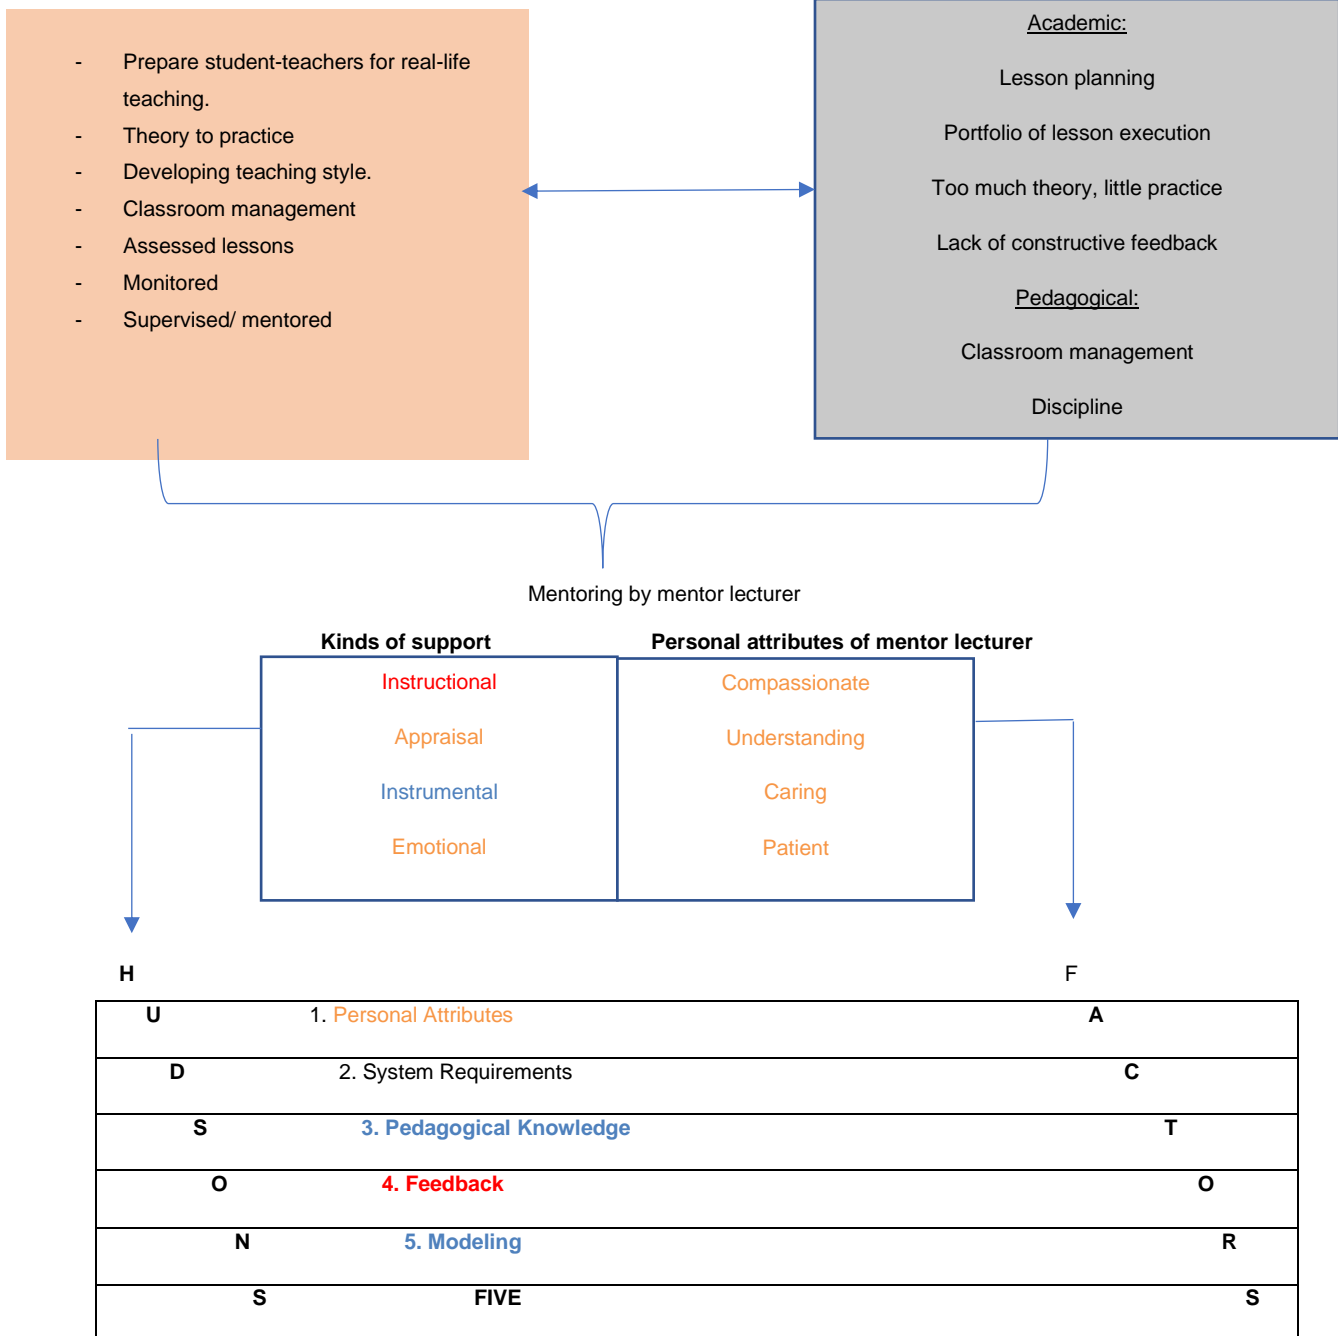 - Prepare student-teachers for real-life
teaching.
- Theory to practice
- Developing teaching style.
- Classroom management
- Assessed lessons
- Monitored
- Supervised/ mentored
Academic:
Lesson planning
Portfolio of lesson execution
Too much theory, little practice
Lack of constructive feedback
Pedagogical:
Classroom management
Discipline
Mentoring by mentor lecturer
Kinds of support
Instructional
Appraisal
Instrumental
Emotional
Personal attributes of mentor lecturer
Compassionate
Understanding
Caring
Patient
H F
U 1. Personal Attributes A
D 2. System Requirements C
S 3. Pedagogical Knowledge T
O 4. Feedback O
N 5. Modeling R
S FIVE S